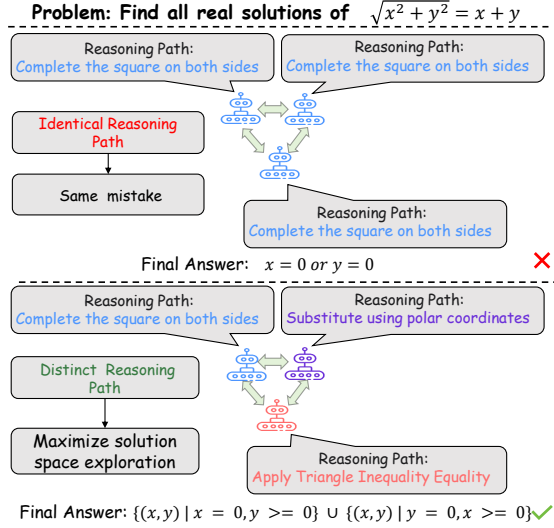 Problem: Find all real solutions of √(x² + y²) = x + y
Reasoning Path:
Complete the square on both sides
Reasoning Path:
Complete the square on both sides
Identical Reasoning
Path
Same mistake
Reasoning Path:
Complete the square on both sides
Final Answer: x = 0 or y = 0
Reasoning Path:
Complete the square on both sides
Reasoning Path:
Substitute using polar coordinates
Distinct Reasoning
Path
Maximize solution
space exploration
Reasoning Path:
Apply Triangle Inequality Equality
Final Answer: {(x, y) | x = 0, y >= 0} ∪ {(x, y) | y = 0, x >= 0}